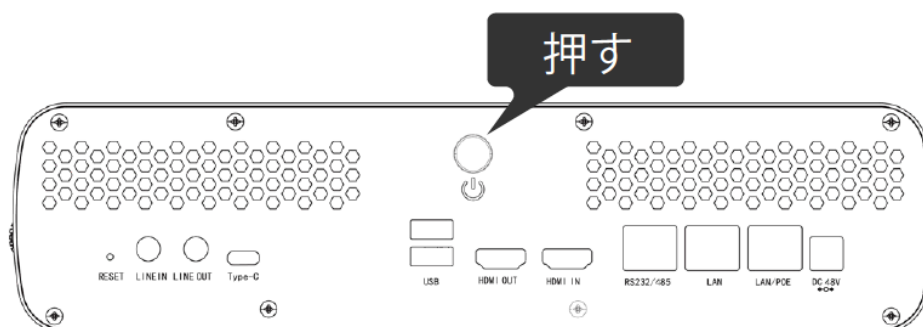 押す
RESET LINE IN LINE OUT Type-C USB HDMI OUT HDMI IN RS232/485 LAN LAN/POE DC 48V